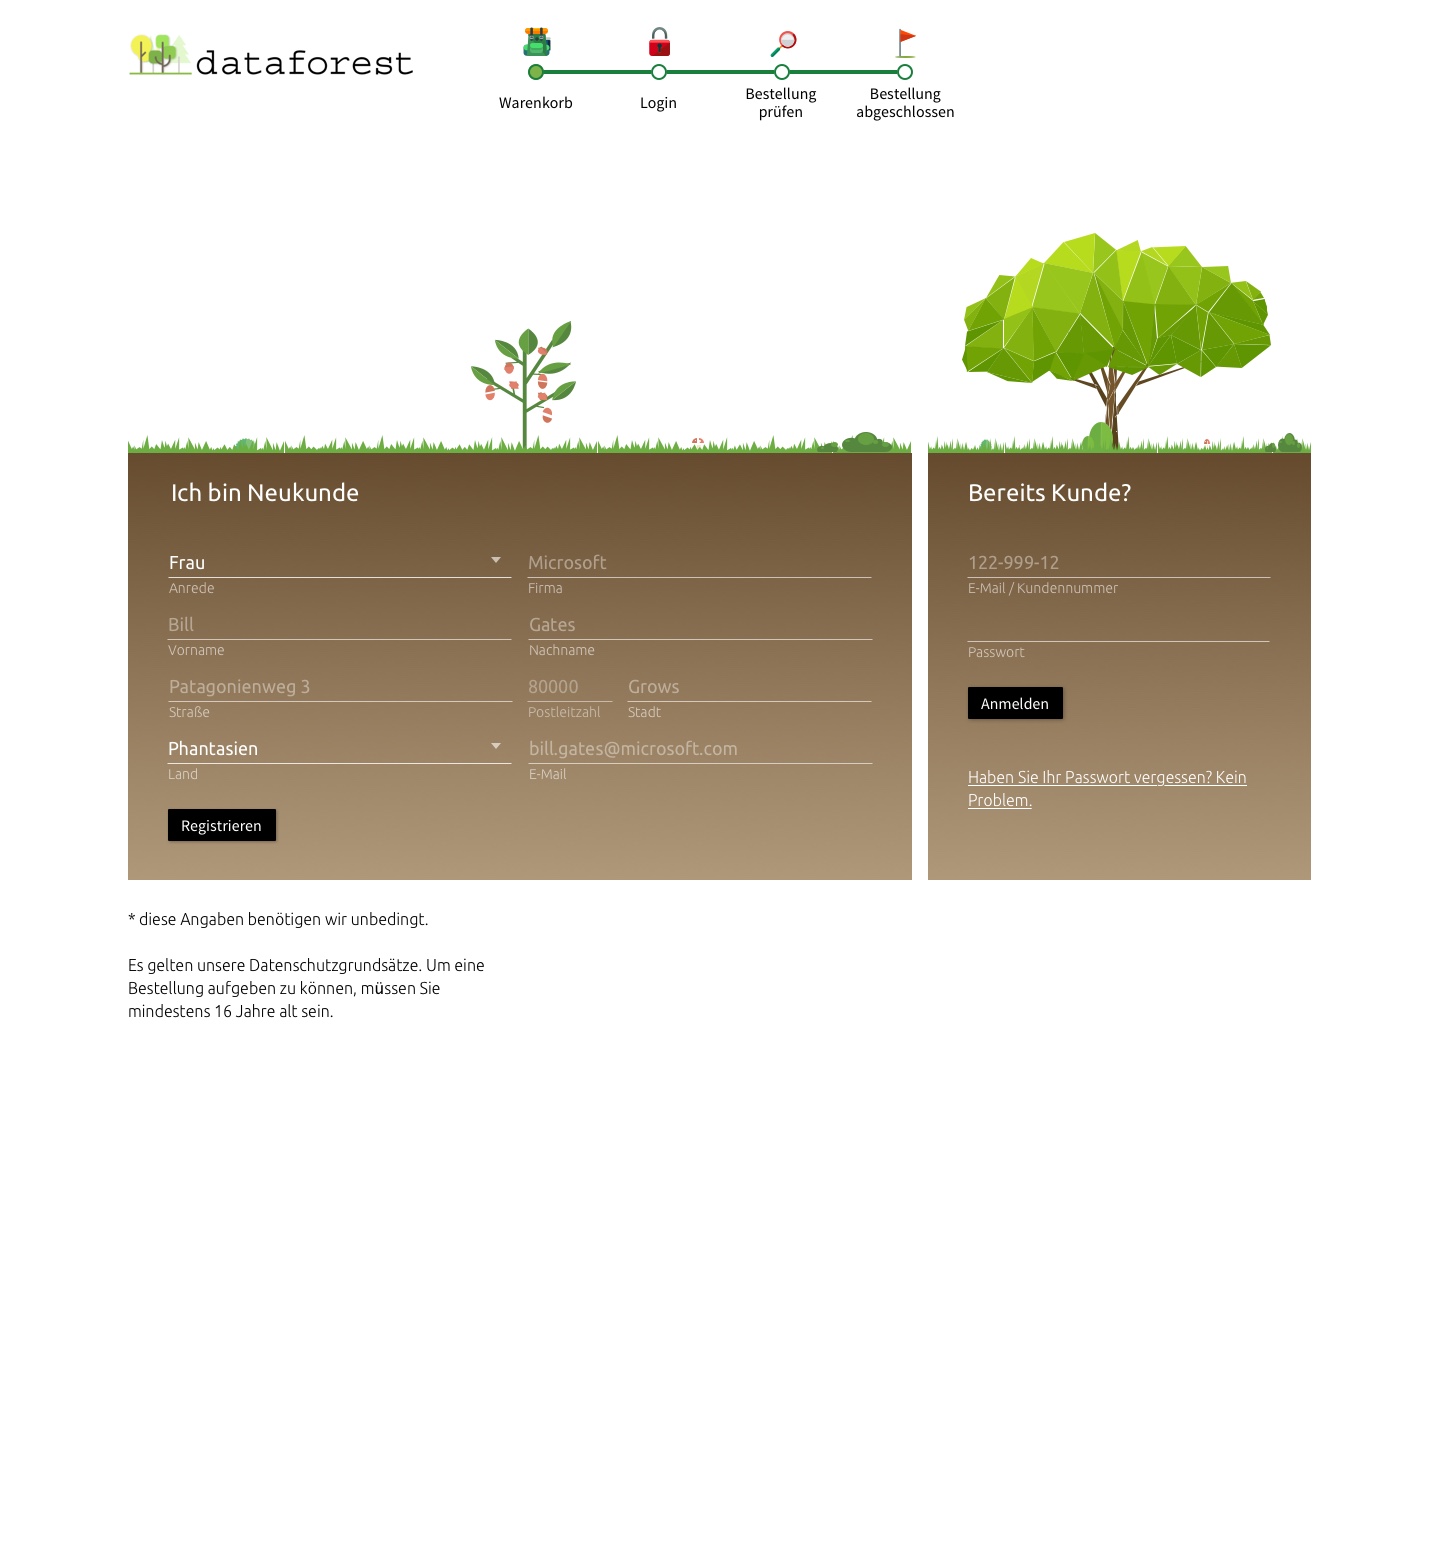 dataforest
Warenkorb
Login
Bestellung
prüfen
Bestellung
abgeschlossen
Ich bin Neukunde
Frau
Anrede
Microsoft
Firma
Bill
Vorname
Gates
Nachname
Patagonienweg 3
Straße
80000
Postleitzahl
Grows
Stadt
Phantasien
Land
bill.gates@microsoft.com
E-Mail
Registrieren
Bereits Kunde?
122-999-12
E-Mail / Kundennummer
Passwort
Anmelden
Haben Sie Ihr Passwort vergessen? Kein
Problem.
* diese Angaben benötigen wir unbedingt.
Es gelten unsere Datenschutzgrundsätze. Um eine
Bestellung aufgeben zu können, müssen Sie
mindestens 16 Jahre alt sein.